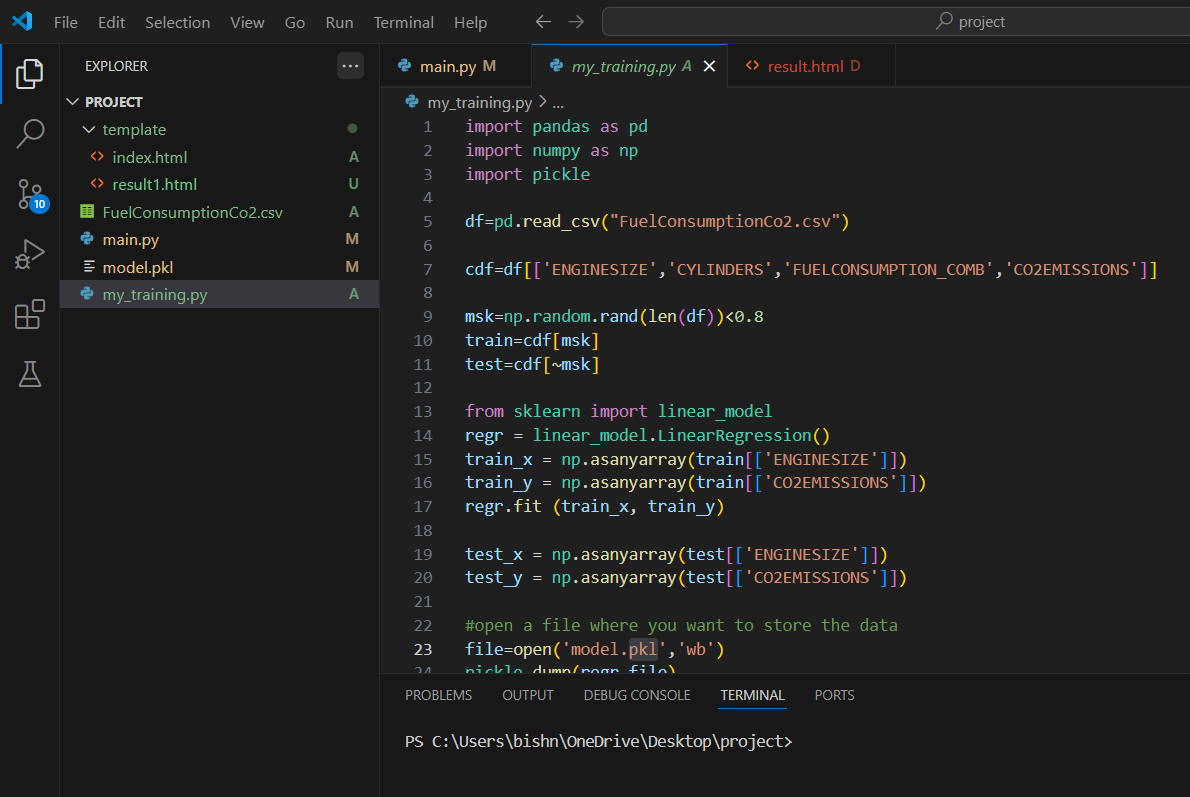 File Edit Selection View Go Run Terminal Help project
EXPLORER
PROJECT
template
index.html A
result1.html U
FuelConsumptionCo2.csv A
main.py M
model.pkl M
my_training.py A
10
main.py M my_training.py A result.html D
my_training.py > ...
1 import pandas as pd
2 import numpy as np
3 import pickle
4
5 df=pd.read_csv("FuelConsumptionCo2.csv")
6
7 cdf=df[['ENGINESIZE','CYLINDERS','FUELCONSUMPTION_COMB','CO2EMISSIONS']]
8
9 msk=np.random.rand(len(df))<0.8
10 train=cdf[msk]
11 test=cdf[~msk]
12
13 from sklearn import linear_model
14 regr = linear_model.LinearRegression()
15 train_x = np.asanyarray(train[['ENGINESIZE']])
16 train_y = np.asanyarray(train[['CO2EMISSIONS']])
17 regr.fit (train_x, train_y)
18
19 test_x = np.asanyarray(test[['ENGINESIZE']])
20 test_y = np.asanyarray(test[['CO2EMISSIONS']])
21
22 #open a file where you want to store the data
23 file=open('model.pkl','wb')
24 pickle.dump(regr,file)
PROBLEMS OUTPUT DEBUG CONSOLE TERMINAL PORTS
PS C:\Users\bishn\OneDrive\Desktop\project>